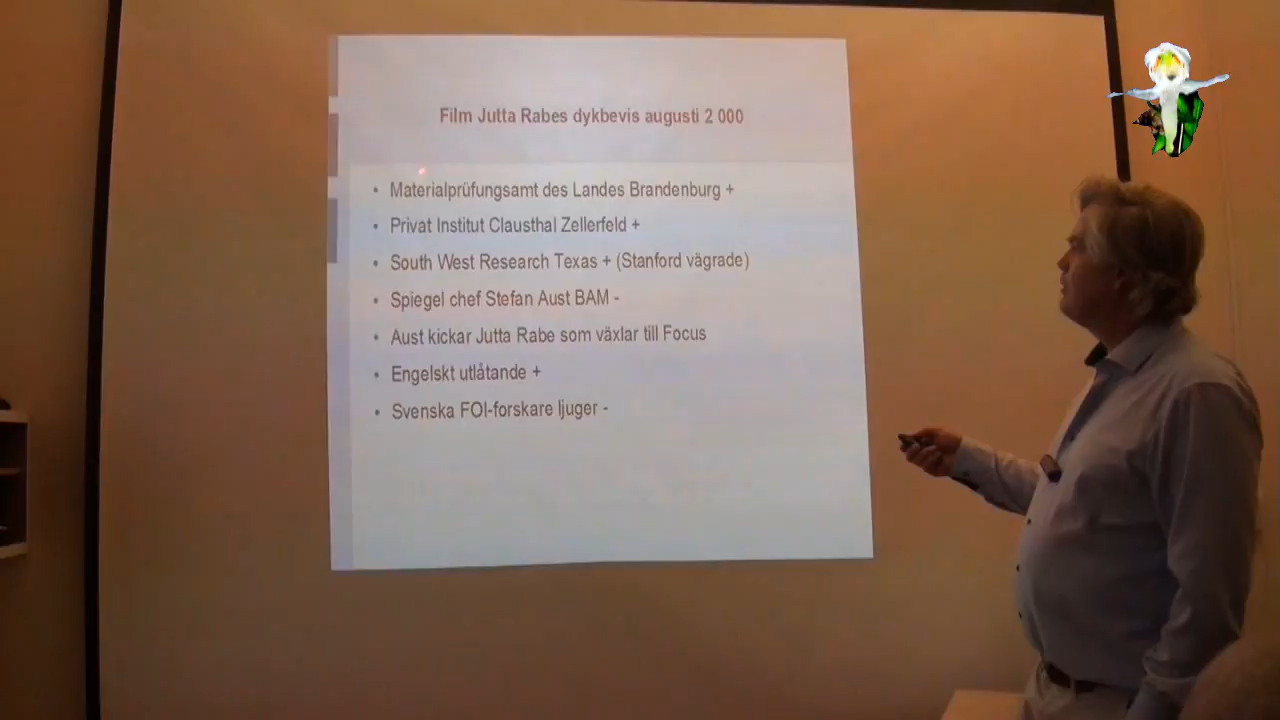 Film Jutta Rabes dykbevis augusti 2 000
• Materialprüfungsamt des Landes Brandenburg +
• Privat Institut Clausthal Zellerfeld +
• South West Research Texas + (Stanford vägrade)
• Spiegel chef Stefan Aust BAM -
• Aust kickar Jutta Rabe som växlar till Focus
• Engelskt utlåtande +
• Svenska FOI-forskare ljuger -